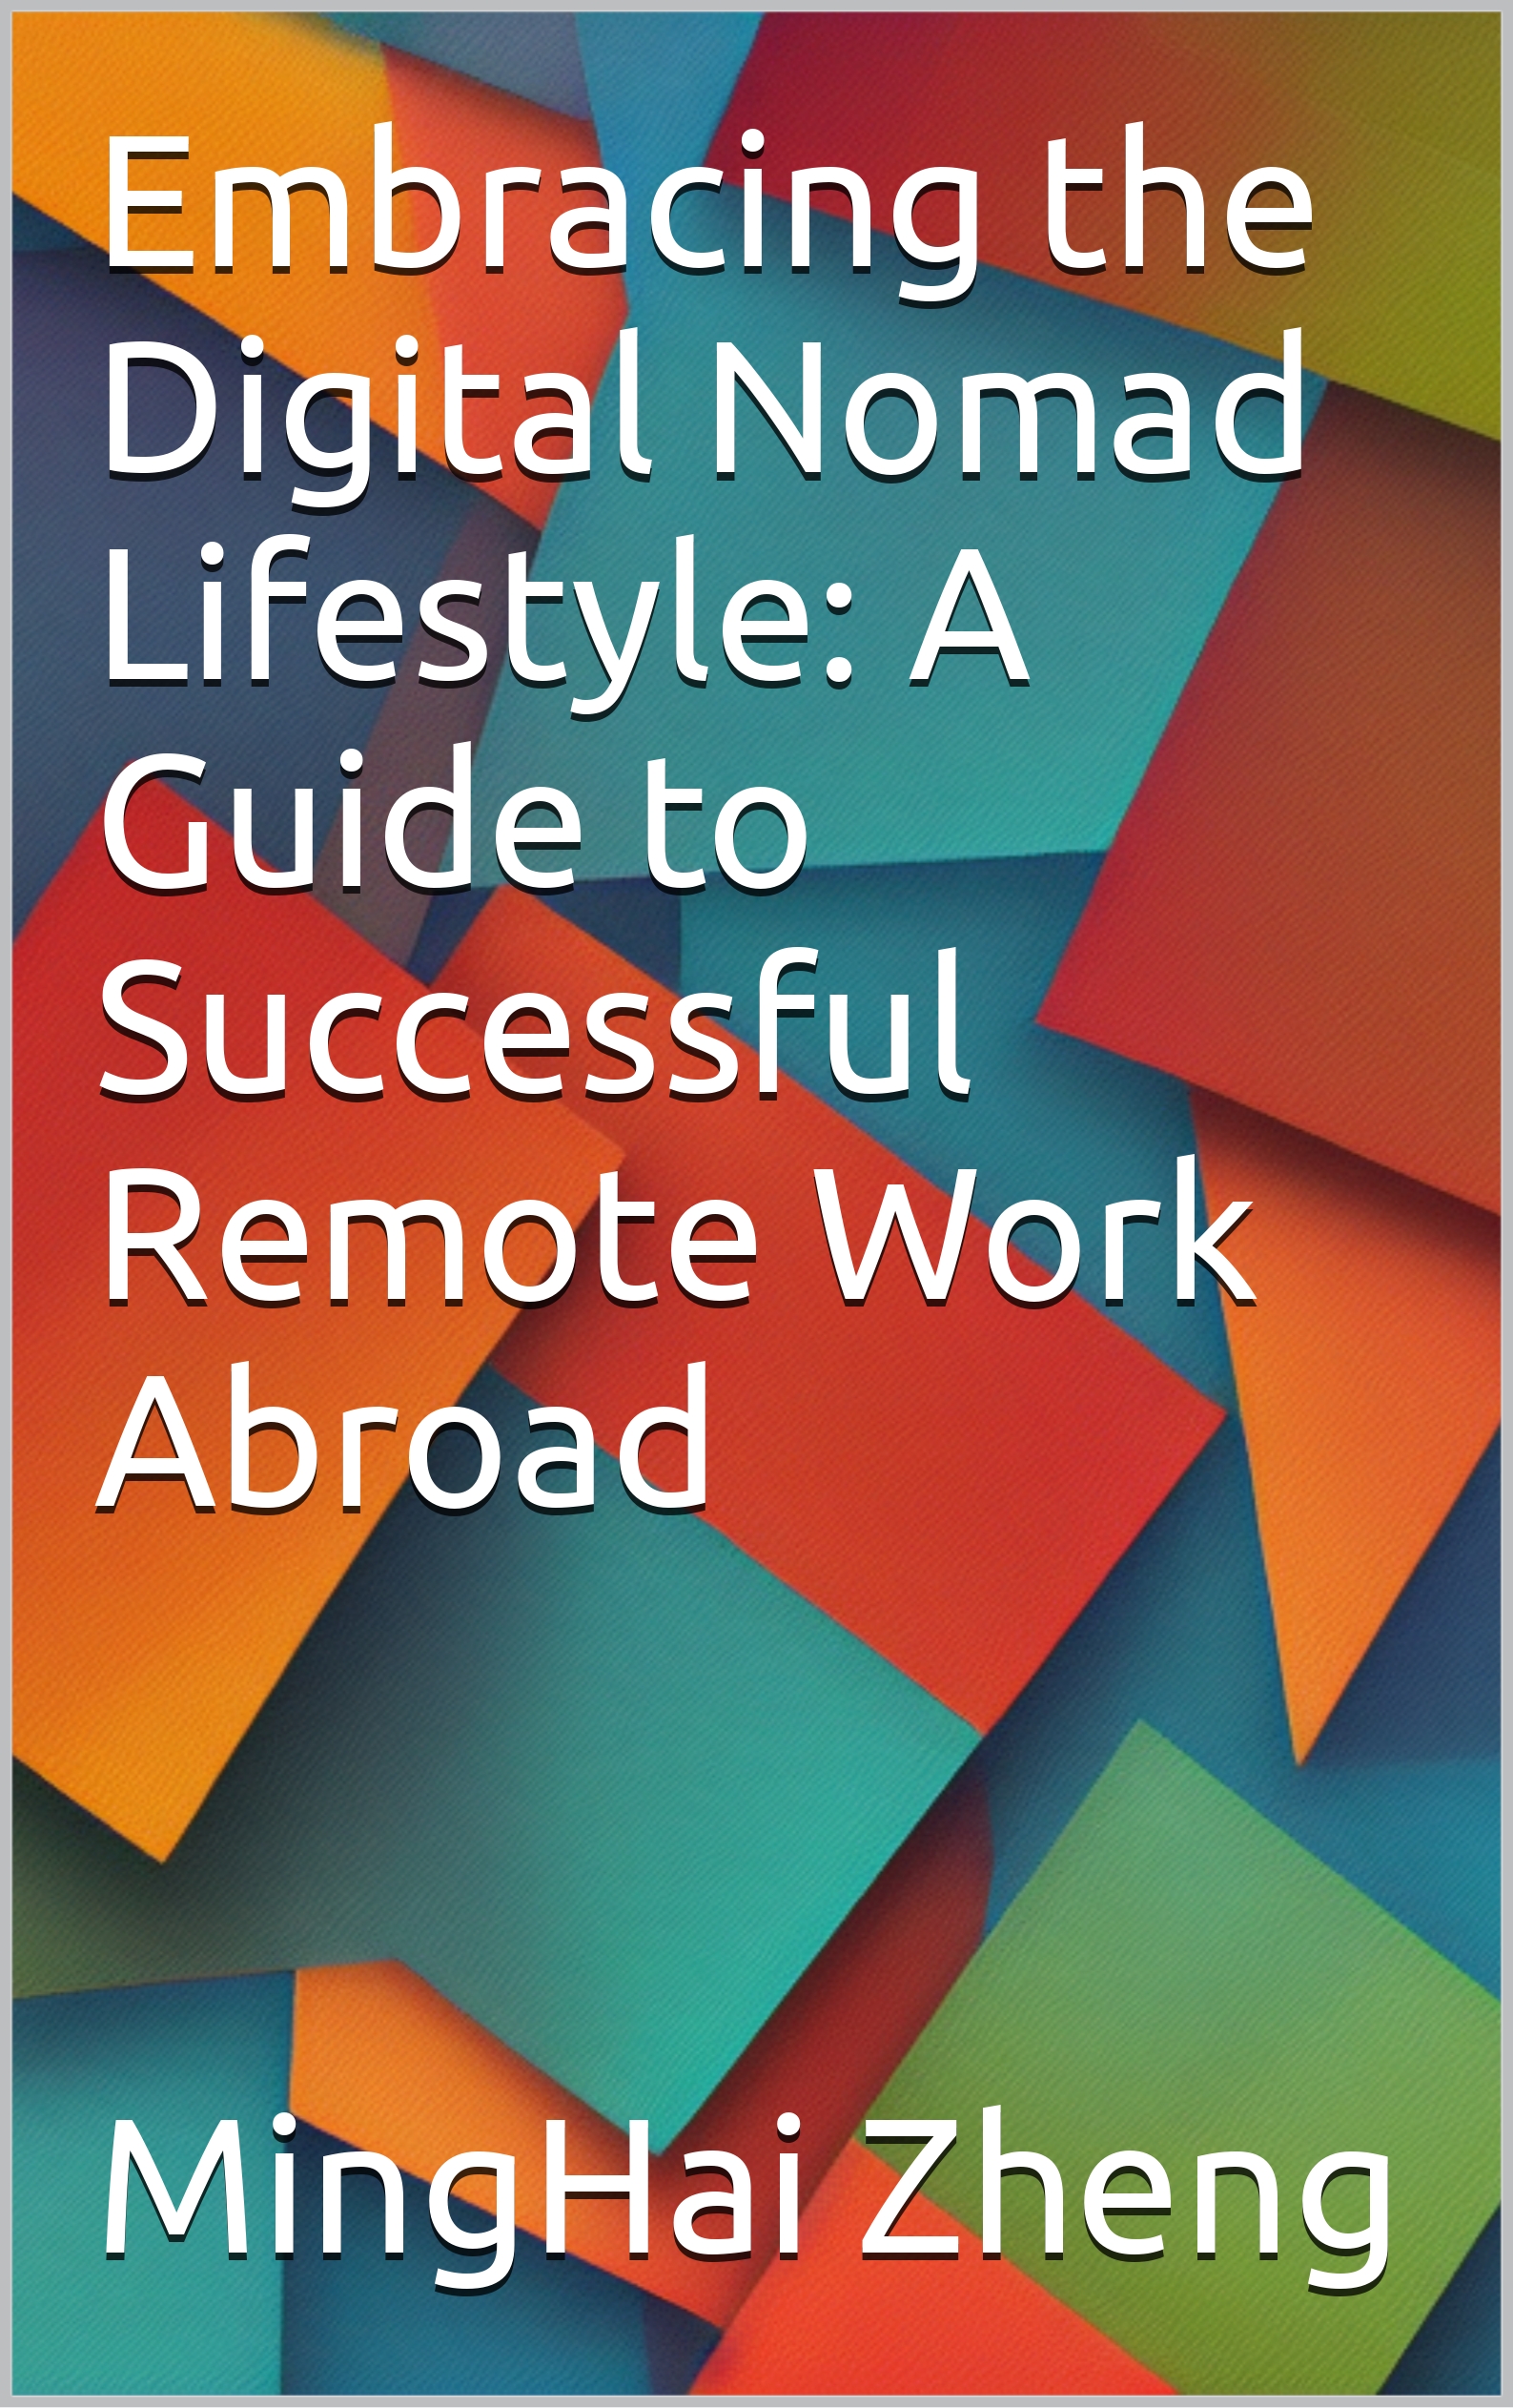 Embracing the
Digital Nomad
Lifestyle: A
Guide to
Successful
Remote Work
Abroad
MingHai Zheng